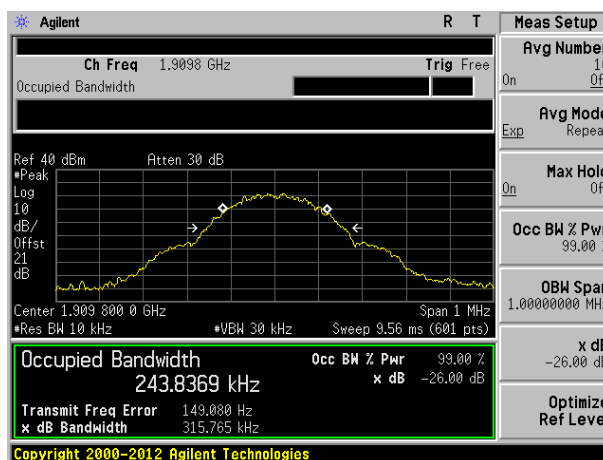 Agilent R T Meas Setup
Ch Freq 1.9098 GHz Trig Free
Occupied Bandwidth
Ref 40 dBm Atten 30 dB
#Peak
Log
10
dB/
Offst
21
dB
Center 1.909 800 0 GHz Span 1 MHz
#Res BW 10 kHz #VBW 30 kHz Sweep 9.56 ms (601 pts)
Occupied Bandwidth
243.8369 kHz
Occ BW % Pwr 99.00 %
x dB -26.00 dB
Transmit Freq Error 149.080 Hz
x dB Bandwidth 315.765 kHz
Copyright 2000-2012 Agilent Technologies
Avg Number
10
On Of
Avg Mode
Exp Repea
Max Hold
On Of
Occ BW % Pwr
99.00
OBW Span
1.00000000 MH
x dB
-26.00 dB
Optimize
Ref Level